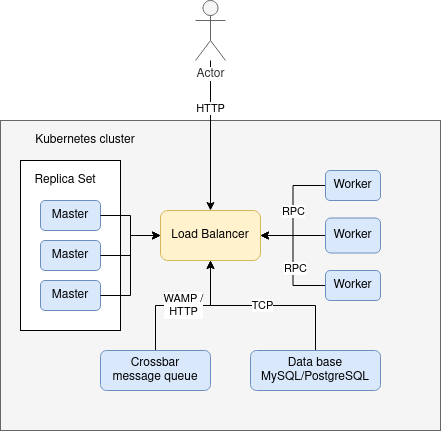 Actor
HTTP
Kubernetes cluster
Replica Set
Master
Master
Master
Load Balancer
Worker
RPC
Worker
RPC
Worker
WAMP /
HTTP
TCP
Crossbar
message queue
Data base
MySQL/PostgreSQL